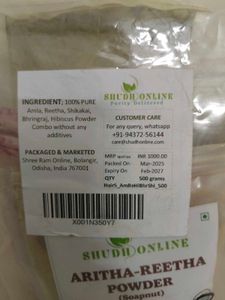 SHUDH ONLINE
Purity Delivered
INGREDIENT; 100% PURE
Amla, Reetha, Shikakai,
Bhringraj, Hibiscus Powder
Combo without any
additives
CUSTOMER CARE
For any query, whatsapp
+91-94372-56144
care@shudhonline.com
PACKAGED & MARKETED
Shree Ram Online, Bolangir,
Odisha, India 767001
MRP INR 1000.00
Packed On Mar-2025
Expiry On Feb-2027
QTY 500 grams
X001N350Y7
SHUDH ONLINE
ARITHA-REETHA
POWDER
(Soapnut)